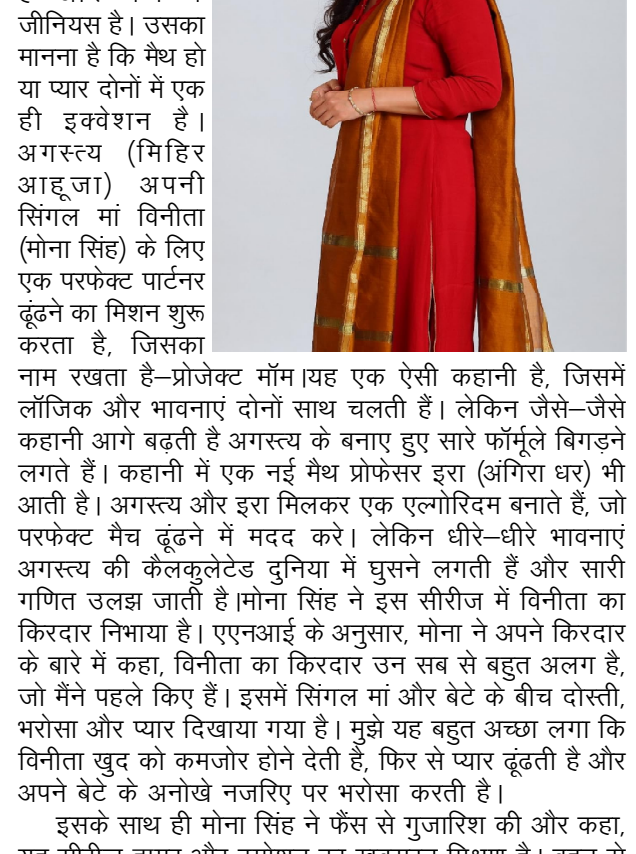 जीनियस है। उसका
मानना है कि मैथ हो
या प्यार दोनों में एक
ही इक्वेशन है।
अगस्त्य (मिहिर
आहूजा) अपनी
सिंगल मां विनीता
(मोना सिंह) के लिए
एक परफेक्ट पार्टनर
ढूंढने का मिशन शुरू
करता है, जिसका
नाम रखता है–प्रोजेक्ट मॉम।यह एक ऐसी कहानी है, जिसमें
लॉजिक और भावनाएं दोनों साथ चलती हैं। लेकिन जैसे–जैसे
कहानी आगे बढ़ती है अगस्त्य के बनाए हुए सारे फॉर्मूले बिगड़ने
लगते हैं। कहानी में एक नई मैथ प्रोफेसर इरा (अंगिरा धर) भी
आती है। अगस्त्य और इरा मिलकर एक एल्गोरिदम बनाते हैं, जो
परफेक्ट मैच ढूंढने में मदद करे। लेकिन धीरे–धीरे भावनाएं
अगस्त्य की कैलकुलेटेड दुनिया में घुसने लगती हैं और सारी
गणित उलझ जाती है।मोना सिंह ने इस सीरीज में विनीता का
किरदार निभाया है। एएनआई के अनुसार, मोना ने अपने किरदार
के बारे में कहा, विनीता का किरदार उन सब से बहुत अलग है,
जो मैंने पहले किए हैं। इसमें सिंगल मां और बेटे के बीच दोस्ती,
भरोसा और प्यार दिखाया गया है। मुझे यह बहुत अच्छा लगा कि
विनीता खुद को कमजोर होने देती है, फिर से प्यार ढूंढती है और
अपने बेटे के अनोखे नजरिए पर भरोसा करती है।
इसके साथ ही मोना सिंह ने फैंस से गुजारिश की और कहा,